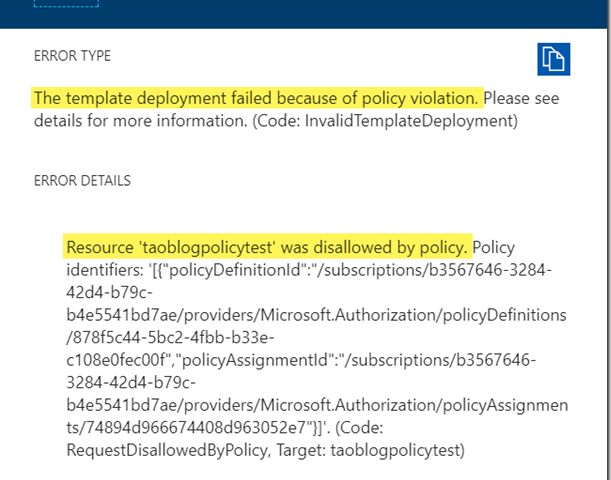 ERROR TYPE
The template deployment failed because of policy violation. Please see
details for more information. (Code: InvalidTemplateDeployment)
ERROR DETAILS
Resource 'taoblogpolicytest' was disallowed by policy. Policy
identifiers: '[{"policyDefinitionId":"/subscriptions/b3567646-3284-
42d4-b79c-
b4e5541bd7ae/providers/Microsoft.Authorization/policyDefinitions
/878f5c44-5bc2-4fbb-b33e-
c108e0fec00f","policyAssignmentId":"/subscriptions/b3567646-
3284-42d4-b79c-
b4e5541bd7ae/providers/Microsoft.Authorization/policyAssignmen
ts/74894d966674408d963052e7"}]'. (Code:
RequestDisallowedByPolicy, Target: taoblogpolicytest)